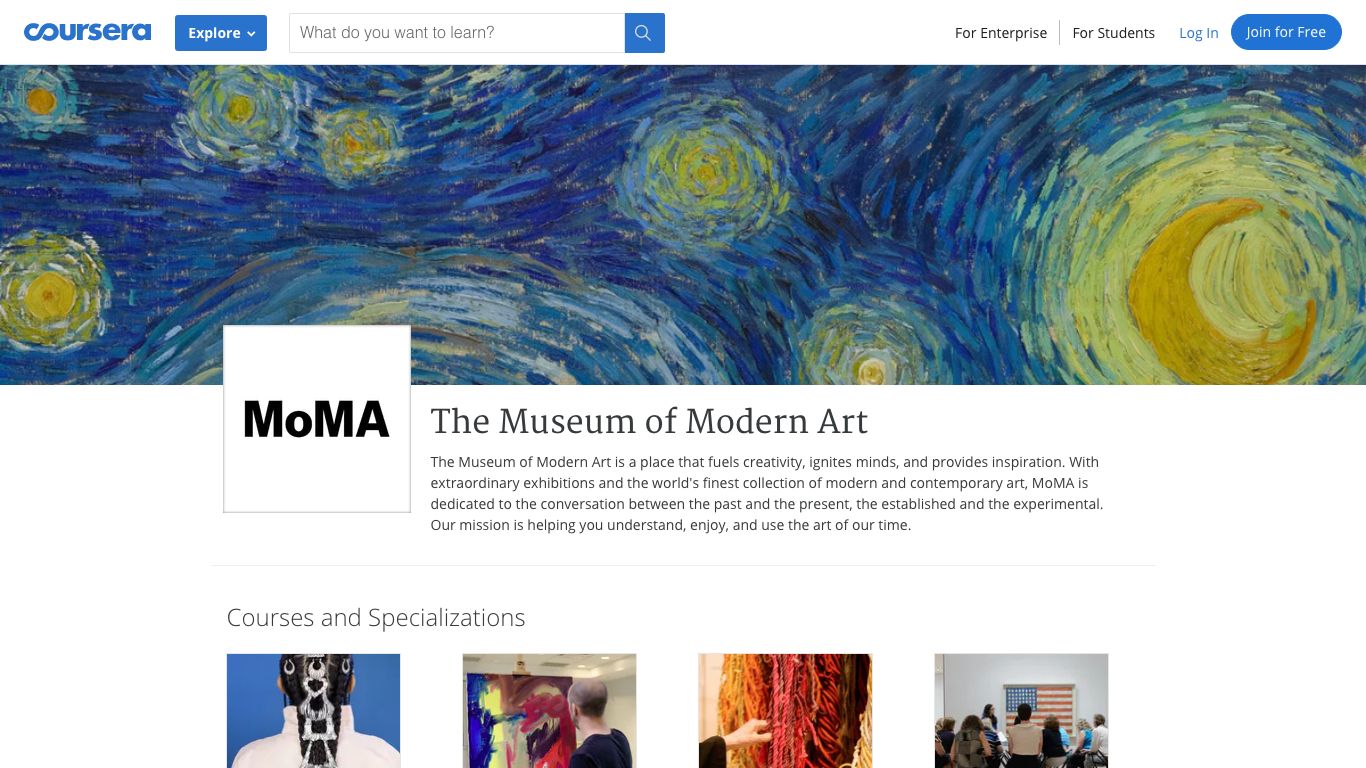 coursera
Explore
What do you want to learn?
For Enterprise
For Students
Log In
Join for Free
MoMA
The Museum of Modern Art
The Museum of Modern Art is a place that fuels creativity, ignites minds, and provides inspiration. With
extraordinary exhibitions and the world's finest collection of modern and contemporary art, MoMA is
dedicated to the conversation between the past and the present, the established and the experimental.
Our mission is helping you understand, enjoy, and use the art of our time.
Courses and Specializations